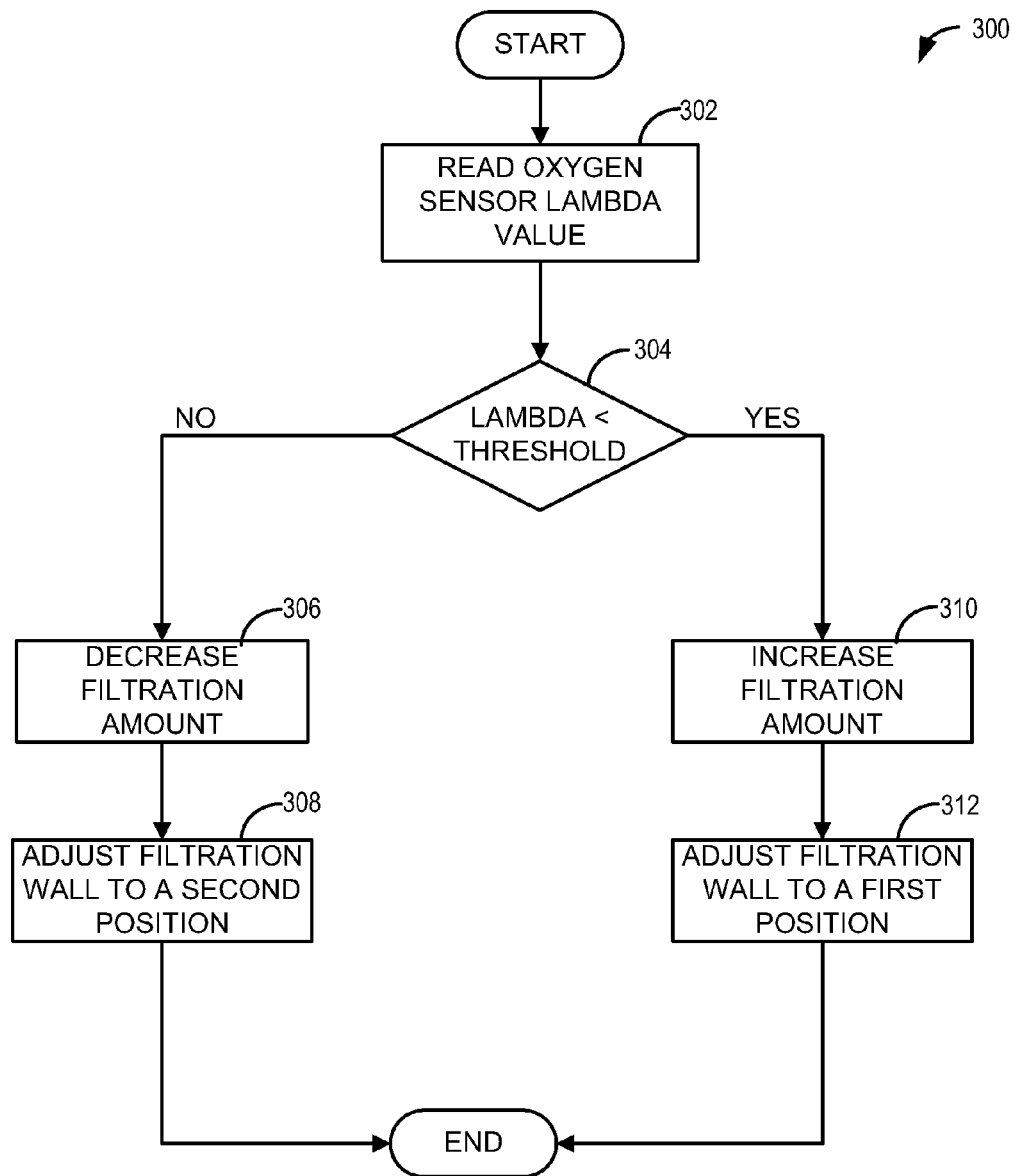 START
300
302
READ OXYGEN
SENSOR LAMBDA
VALUE
304
LAMBDA <
THRESHOLD
NO
YES
306
DECREASE
FILTRATION
AMOUNT
310
INCREASE
FILTRATION
AMOUNT
308
ADJUST FILTRATION
WALL TO A SECOND
POSITION
312
ADJUST FILTRATION
WALL TO A FIRST
POSITION
END